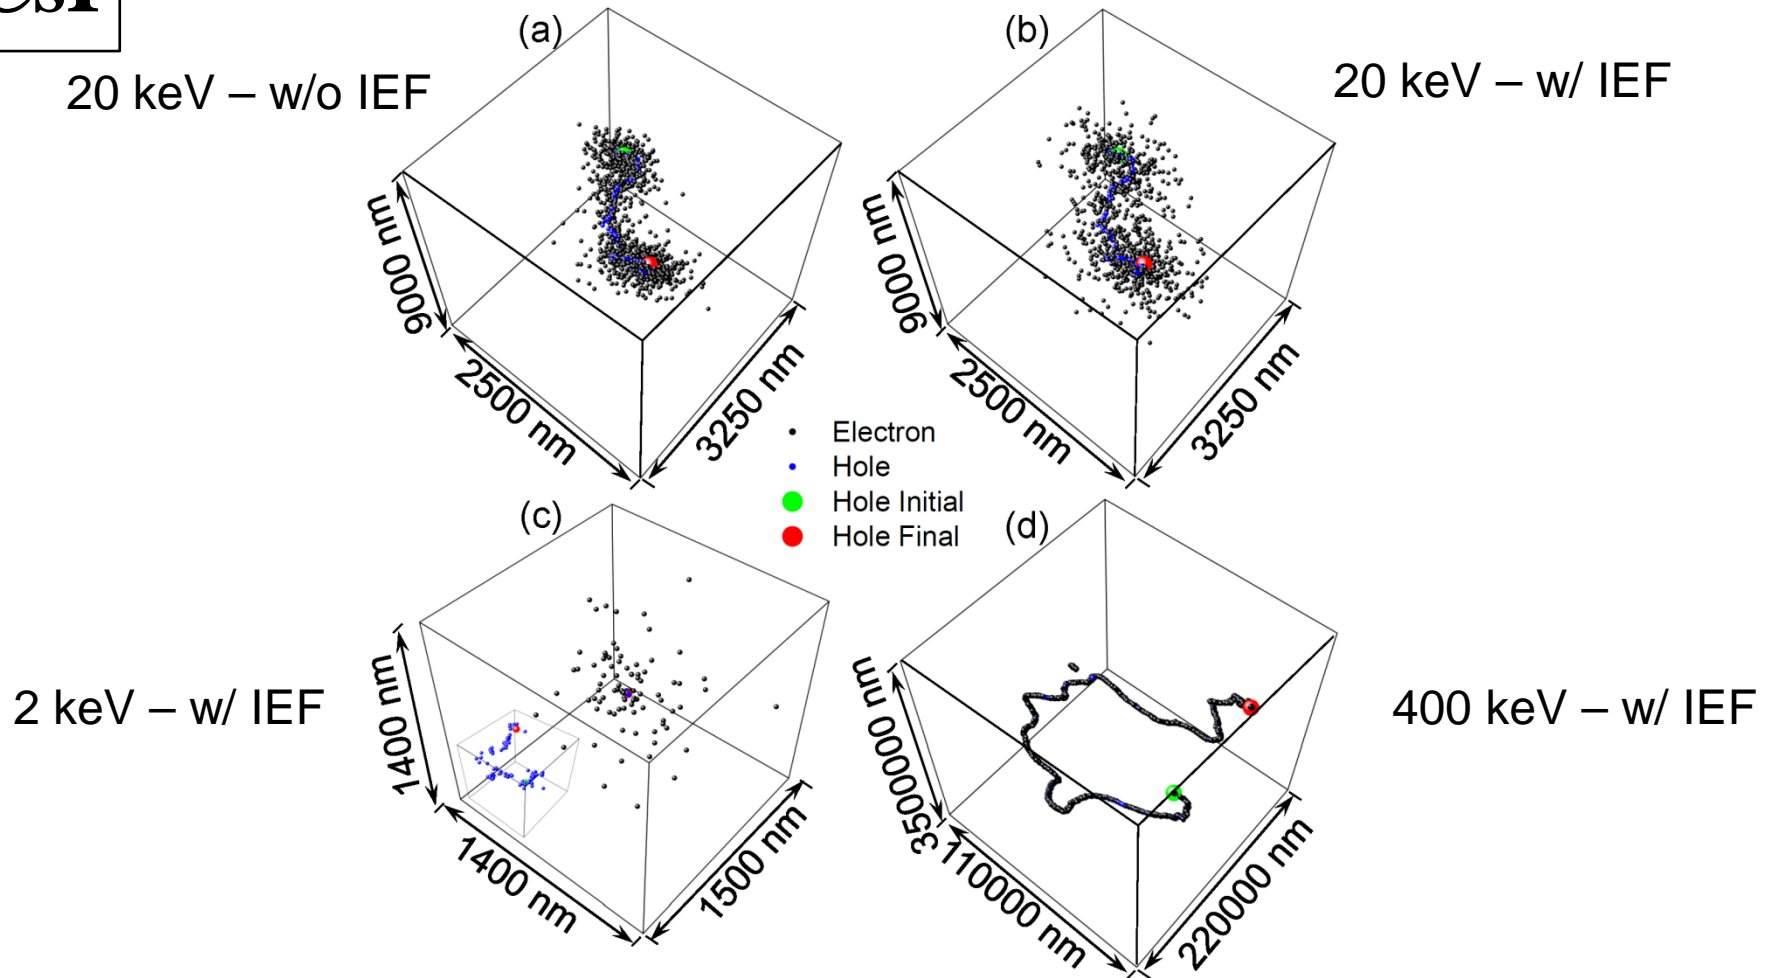 CsI
(a)
(b)
20 keV – w/o IEF
20 keV – w/ IEF
9000 nm
2500 nm
3250 nm
9000 nm
2500 nm
3250 nm
Electron
Hole
Hole Initial
Hole Final
(c)
(d)
2 keV – w/ IEF
400 keV – w/ IEF
1400 nm
1400 nm
1500 nm
3500000 nm
110000 nm
220000 nm